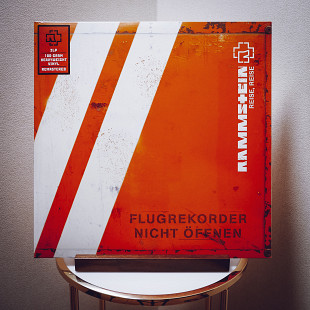 2LP
180 GRAM
HEAVYWEIGHT
VINYL
REMASTERED
RAMMSTEIN
REISE, REISE
FLUGREKORDER
NICHT ÖFFNEN